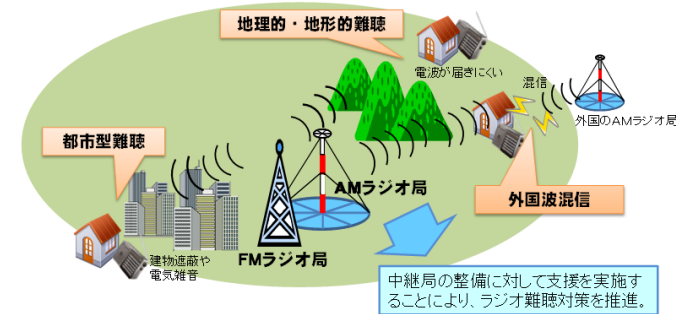 地理的・地形的難聴
電波が届きにくい
混信
外国のAMラジオ局
都市型難聴
AMラジオ局
外国波混信
建物遮蔽や
電気雑音
FMラジオ局
中継局の整備に対して支援を実施す
ることにより、ラジオ難聴対策を推進。